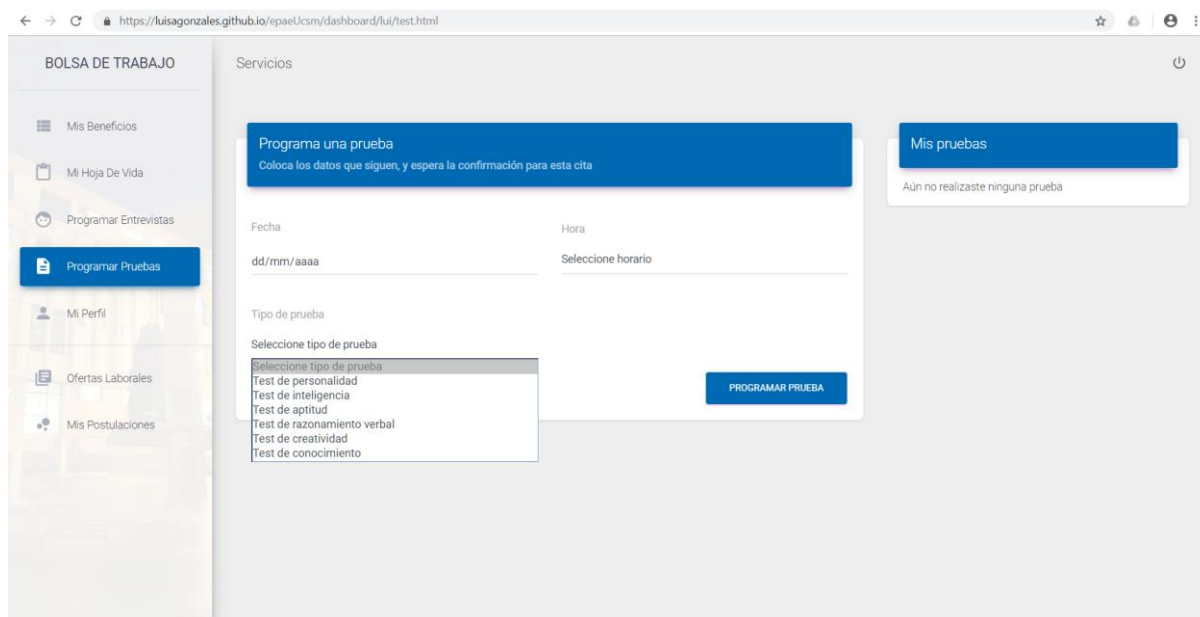 https://luisagonzales.github.io/epaeUcsm/dashboard/lui/test.html
BOLSA DE TRABAJO
Mis Beneficios
Mi Hoja De Vida
Programar Entrevistas
Programar Pruebas
Mi Perfil
Ofertas Laborales
Mis Postulaciones
Servicios
Programa una prueba
Coloca los datos que siguen, y espera la confirmación para esta cita
Fecha
Hora
dd/mm/aaaa
Seleccione horario
Tipo de prueba
Seleccione tipo de prueba
Seleccione tipo de prueba
Test de personalidad
Test de inteligencia
Test de aptitud
Test de razonamiento verbal
Test de creatividad
Test de conocimiento
PROGRAMAR PRUEBA
Mis pruebas
Aún no realizaste ninguna prueba